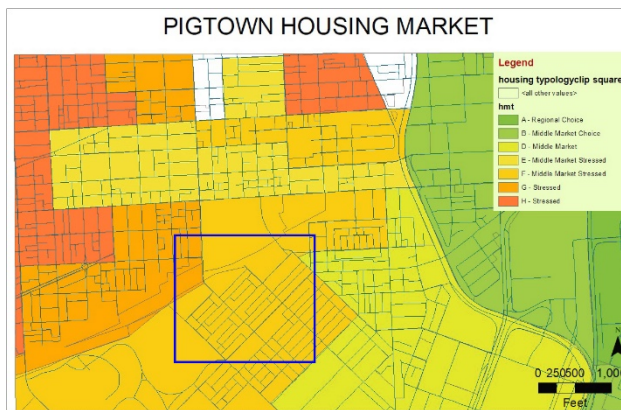 PIGTOWN HOUSING MARKET
Legend
housing typologyclip square
<all other values>
hmt
A - Regional Choice
B - Middle Market Choice
D - Middle Market
E - Middle Market Stressed
F - Middle Market Stressed
G - Stressed
H - Stressed
N
0 250500 1,00
Feet